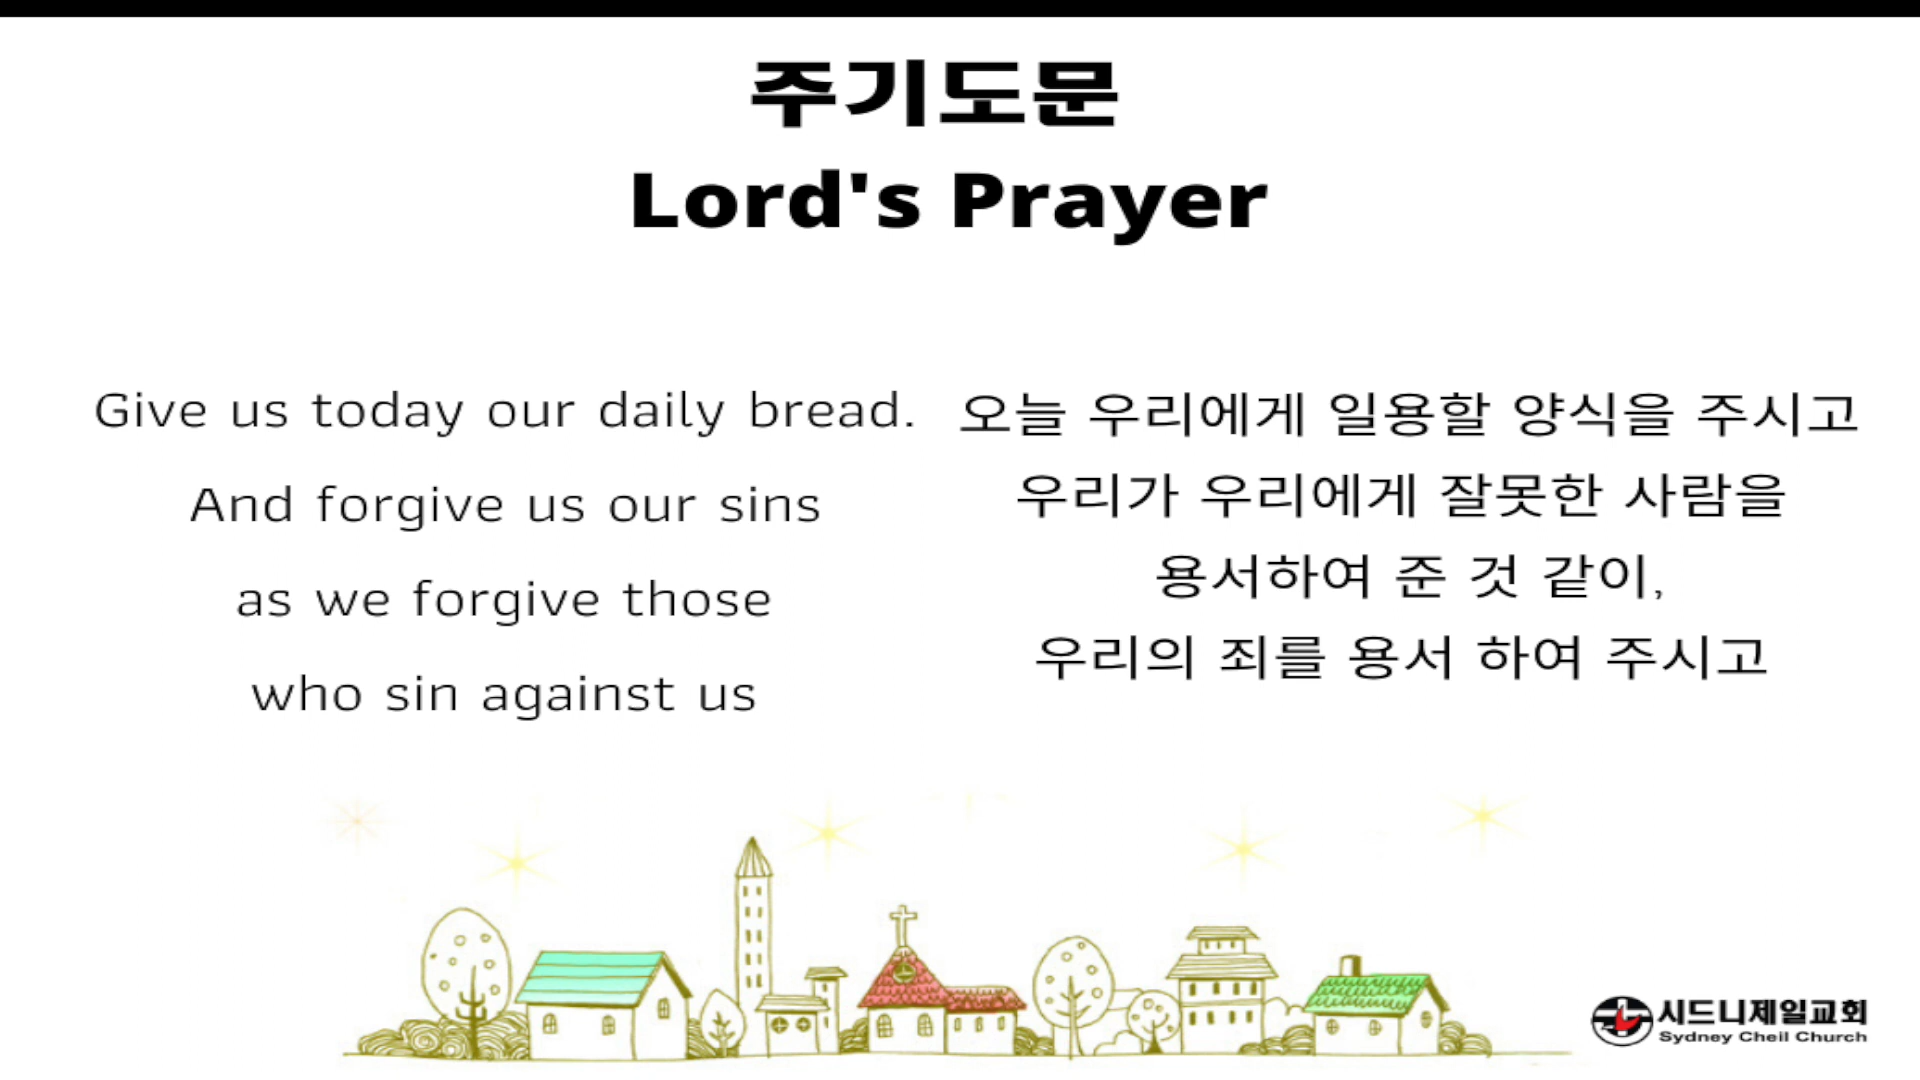 주기도문
Lord's Prayer
Give us today our daily bread.
And forgive us our sins
as we forgive those
who sin against us
오늘 우리에게 일용할 양식을 주시고
우리가 우리에게 잘못한 사람을
용서하여 준 것 같이,
우리의 죄를 용서 하여 주시고
시드니제일교회
Sydney Cheil Church